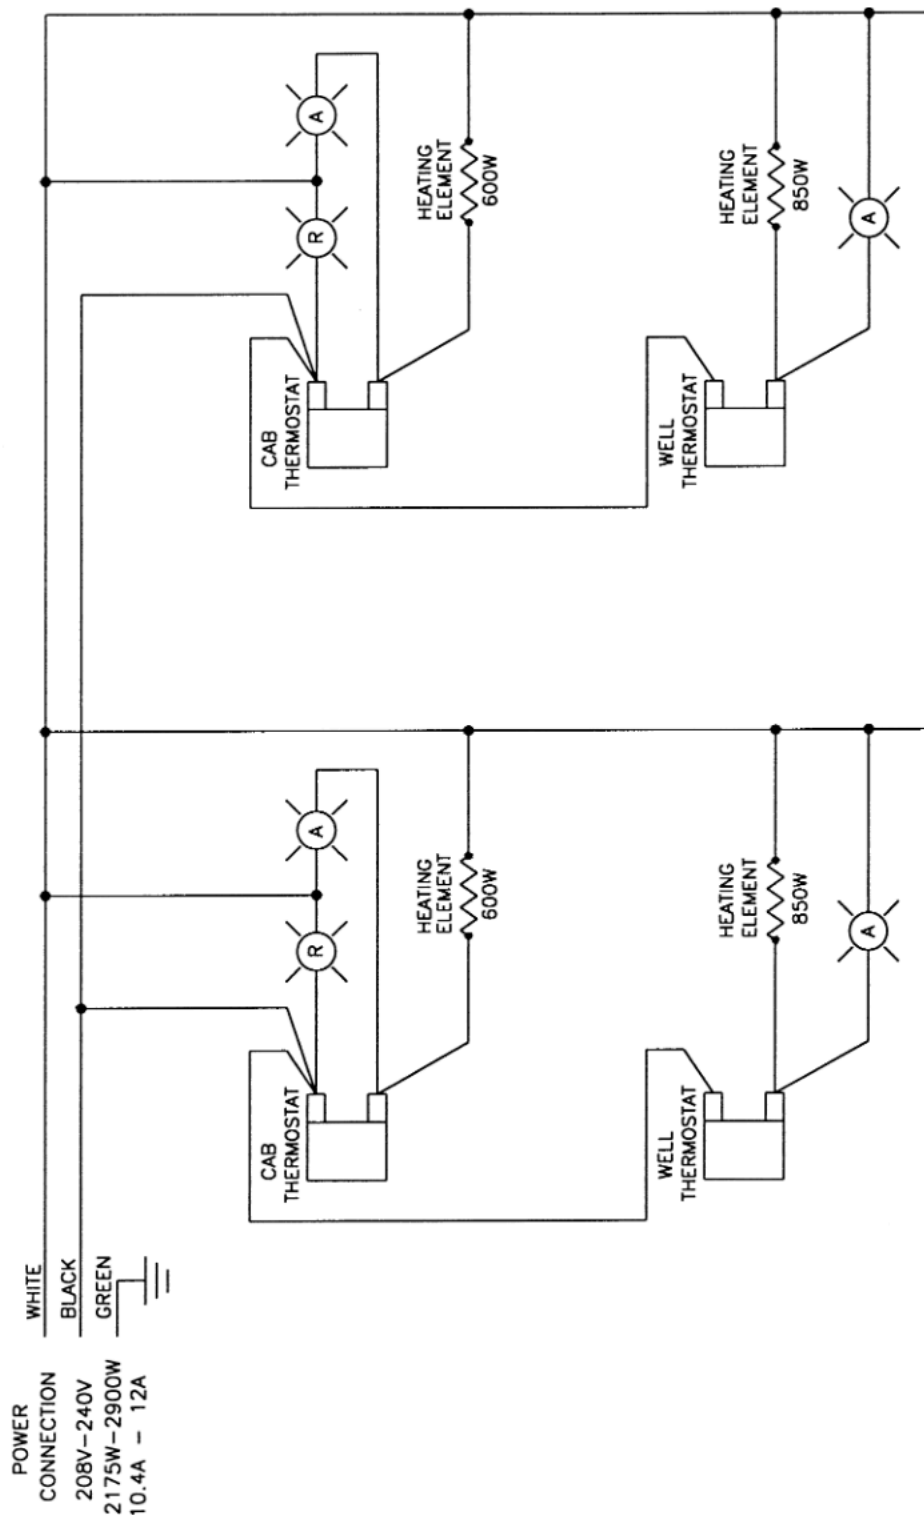 POWER
CONNECTION
208V-240V
2175W-2900W
10.4A - 12A
WHITE
BLACK
GREEN
CAB
THERMOSTAT
R
A
HEATING
ELEMENT
600W
WELL
THERMOSTAT
HEATING
ELEMENT
850W
A
CAB
THERMOSTAT
R
A
HEATING
ELEMENT
600W
WELL
THERMOSTAT
HEATING
ELEMENT
850W
A